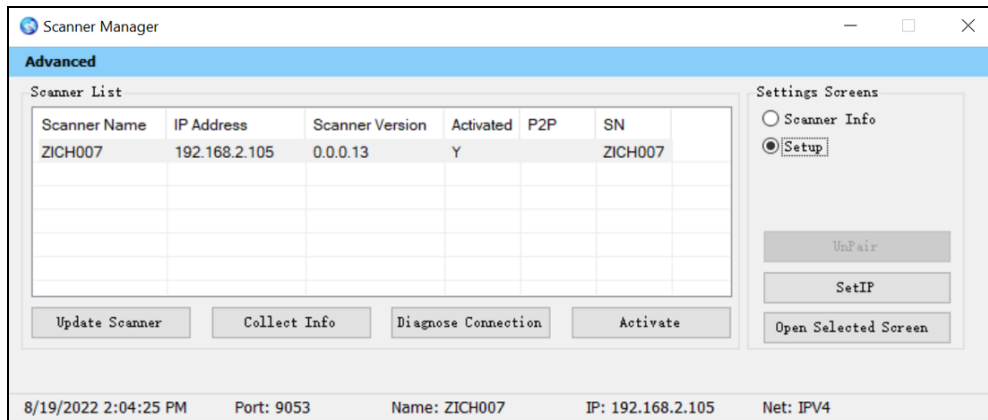 Scanner Manager
Advanced
Scanner List
Scanner Name IP Address Scanner Version Activated P2P SN
ZICH007 192.168.2.105 0.0.0.13 Y ZICH007
Update Scanner Collect Info Diagnose Connection Activate
Settings Screens
Scanner Info
Setup
UnPair
SetIP
Open Selected Screen
8/19/2022 2:04:25 PM Port: 9053 Name: ZICH007 IP: 192.168.2.105 Net: IPV4